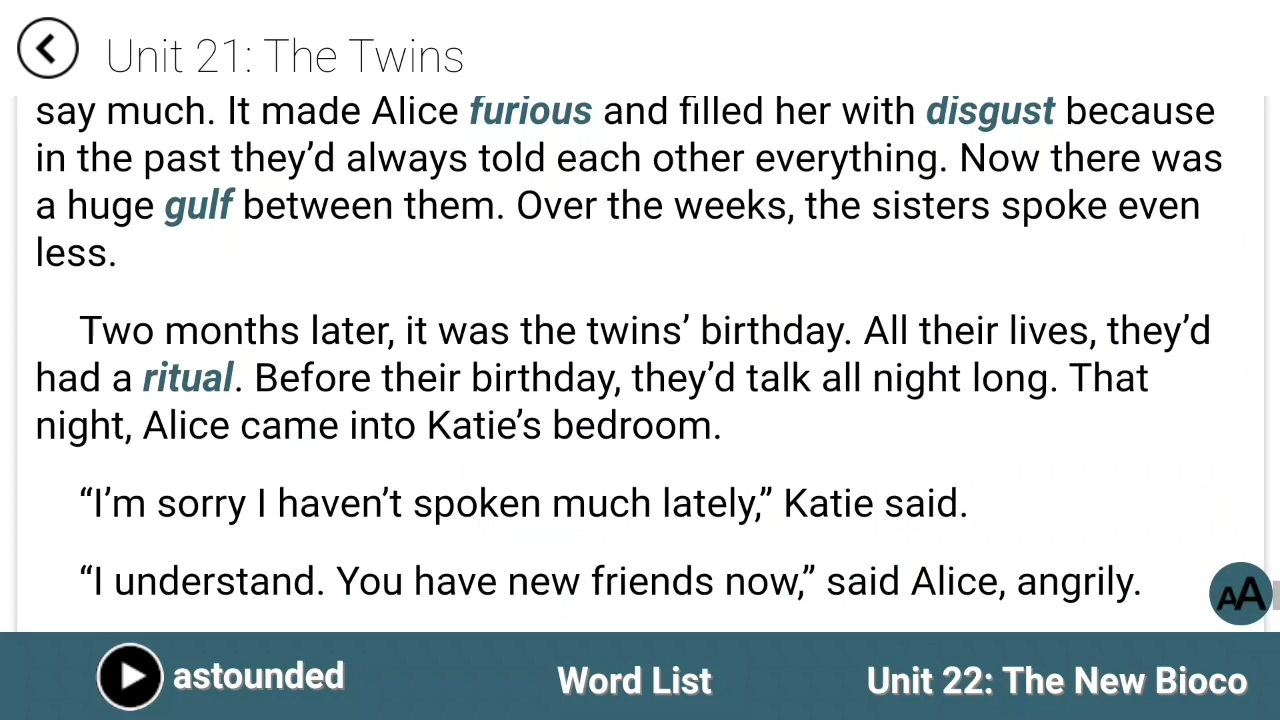 Unit 21: The Twins
say much. It made Alice furious and filled her with disgust because
in the past they’d always told each other everything. Now there was
a huge gulf between them. Over the weeks, the sisters spoke even
less.
Two months later, it was the twins’ birthday. All their lives, they’d
had a ritual. Before their birthday, they’d talk all night long. That
night, Alice came into Katie’s bedroom.
“I’m sorry I haven’t spoken much lately,” Katie said.
“I understand. You have new friends now,” said Alice, angrily.
AA
astounded Word List Unit 22: The New Bioco